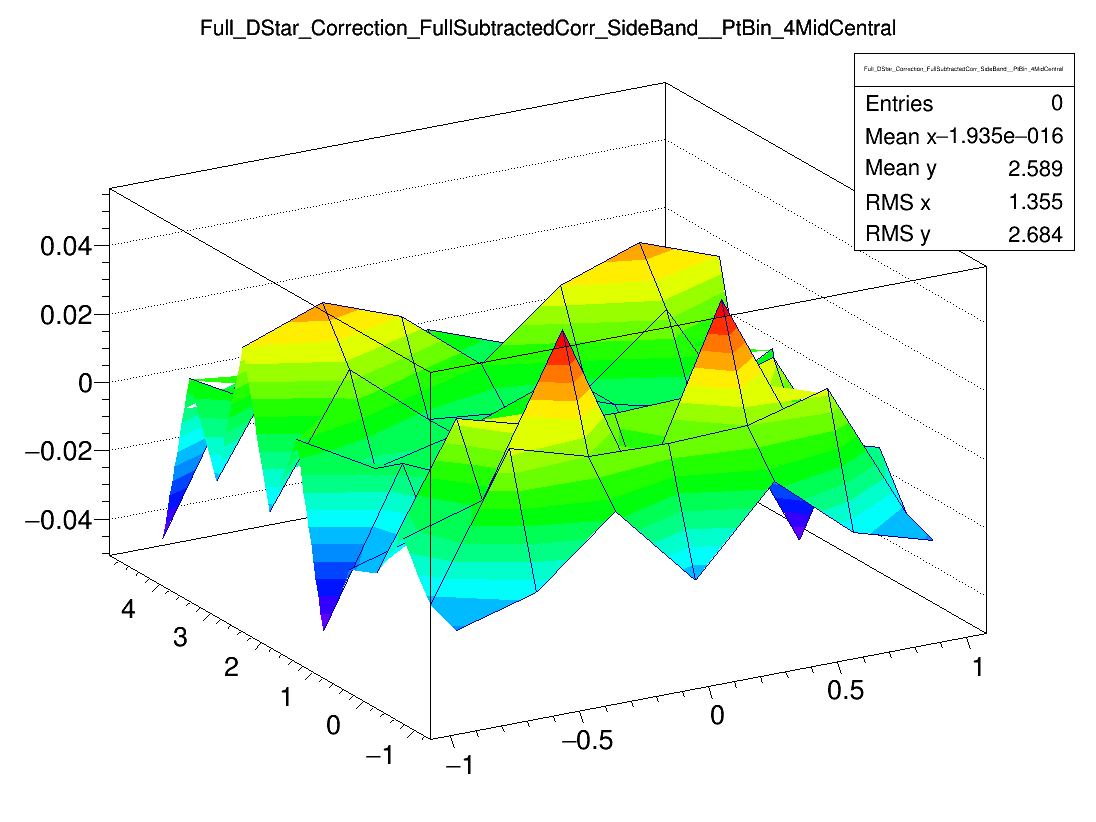 Full_DStar_Correction_FullSubtractedCorr_SideBand__PtBin_4MidCentral
Full_DStar_Correction_FullSubtractedCorr_SideBand__PtBin_4MidCentral
Entries 0
Mean x −1.935e−016
Mean y 2.589
RMS x 1.355
RMS y 2.684
0.04
0.02
0
−0.02
−0.04
4
3
2
1
0
−1
−1
−0.5
0
0.5
1